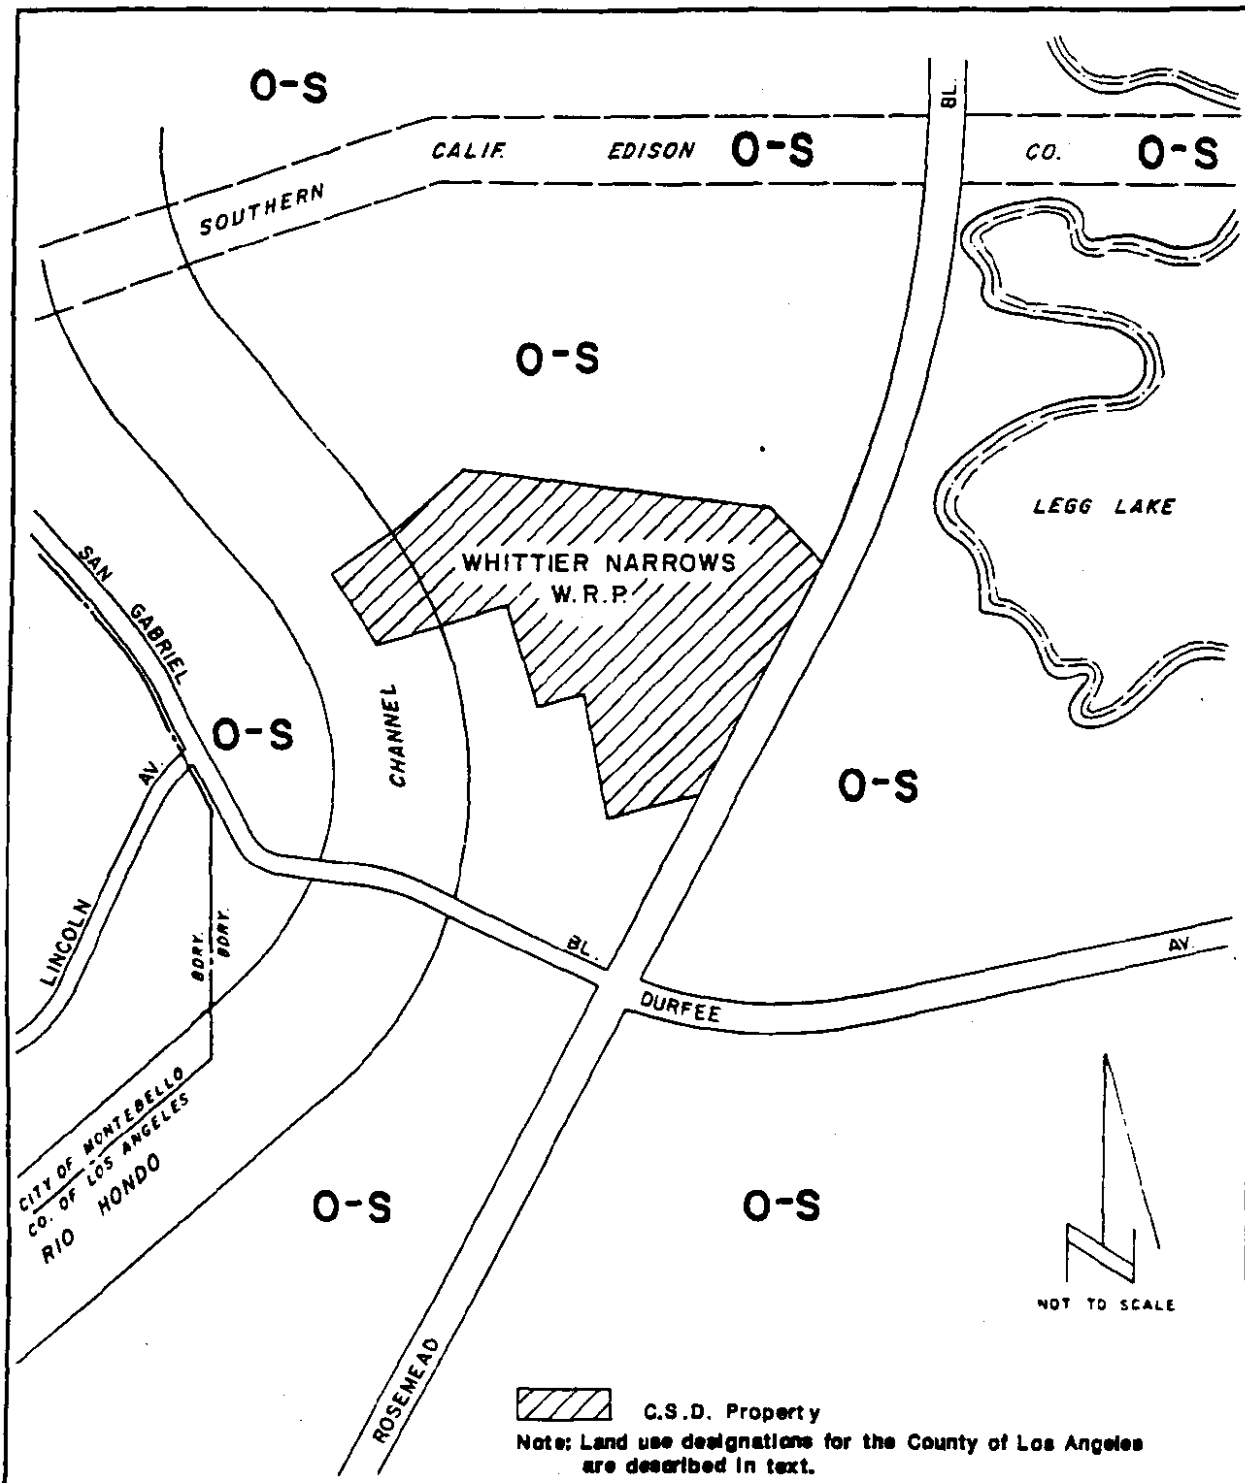 O-S
BL.
CALIF. EDISON O-S CO. O-S
SOUTHERN
O-S
LEGG LAKE
WHITTIER NARROWS
W.R.P.
SAN GABRIEL
O-S
CHANNEL
AV.
O-S
LINCOLN
BDRY.
BDRY.
BL.
AV.
DURFEE
CITY OF MONTEBELLO
CO. OF LOS ANGELES
RIO HONDO
O-S
O-S
NOT TO SCALE
ROSEMEAD
C.S.D. Property
Note: Land use designations for the County of Los Angeles
are described in text.